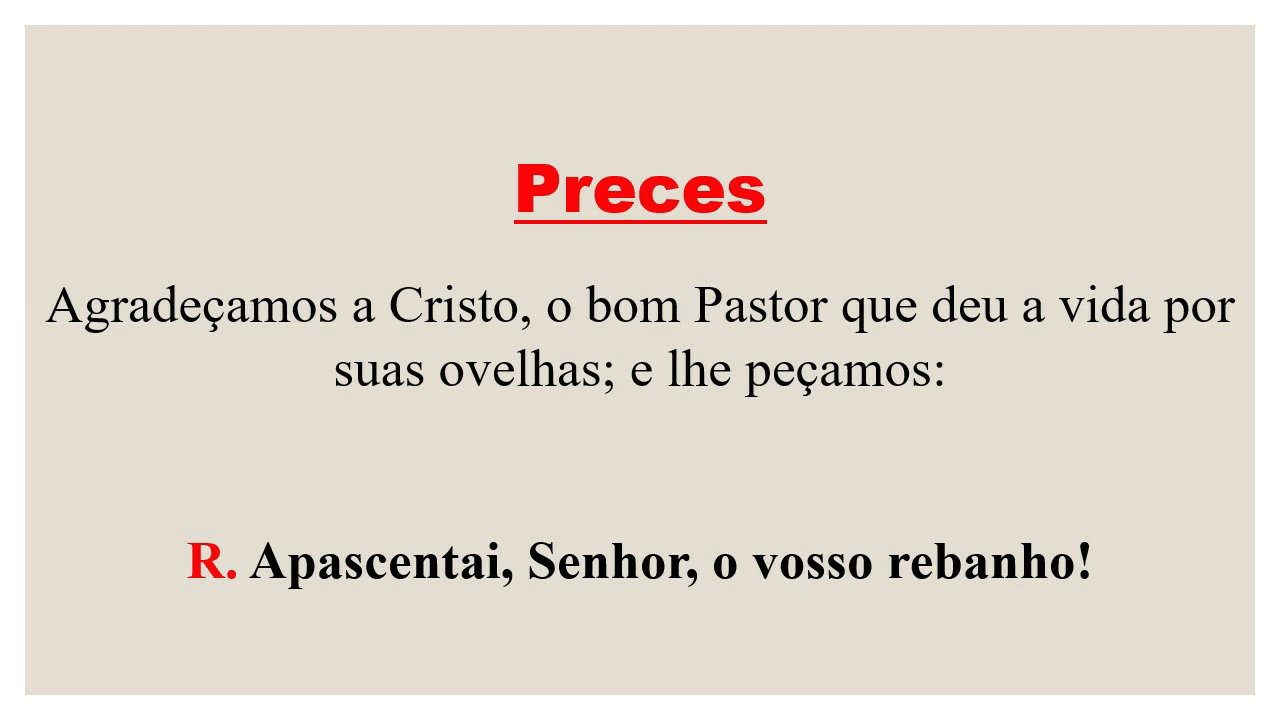 Preces
Agradeçamos a Cristo, o bom Pastor que deu a vida por
suas ovelhas; e lhe peçamos:
R. Apascentai, Senhor, o vosso rebanho!